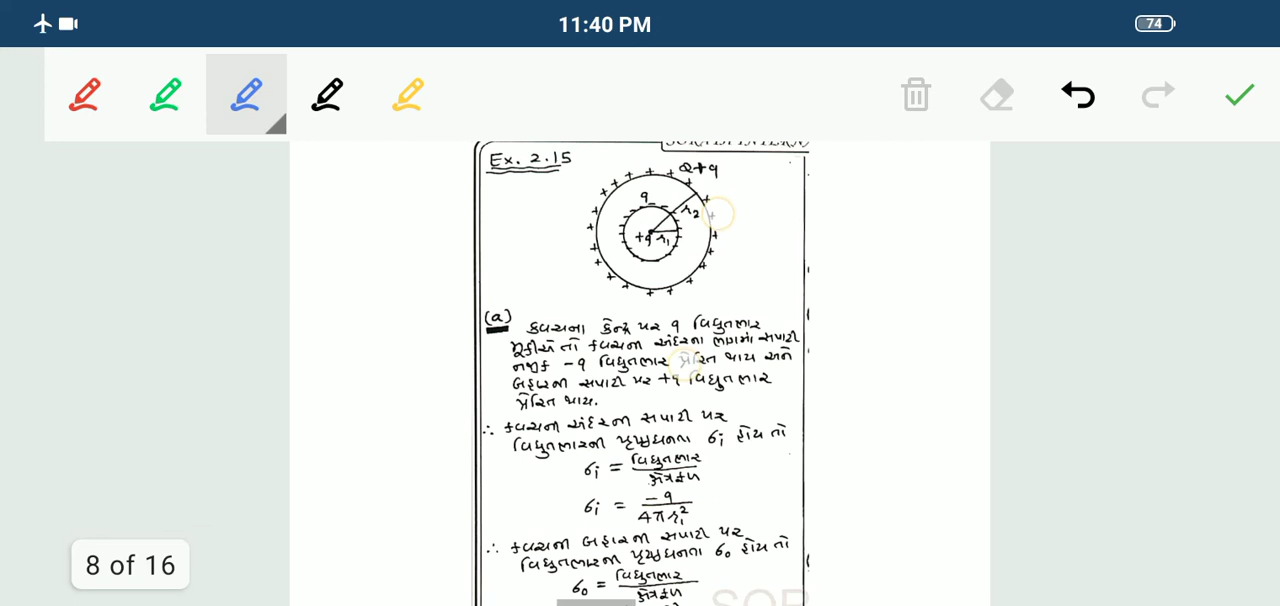 11:40 PM
74
Ex. 2.15
Q+q
q
r₂
+q r₁
(a)
કવચના કેન્દ્ર પર q વિદ્યુતભાર
મૂકીએ તો કવચના અંદરના ભાગમાં સપાટી
નજીક -q વિદ્યુતભાર પ્રેરિત થાય અને
બહારની સપાટી પર +q વિદ્યુતભાર
પ્રેરિત થાય.
∴ કવચની અંદરની સપાટી પર
વિદ્યુતભારની પૃષ્ઠઘનતા σi હોય તો
σi = વિદ્યુતભાર / ક્ષેત્રફળ
σi = -q / 4πr₁²
∴ કવચની બહારની સપાટી પર
વિદ્યુતભારની પૃષ્ઠઘનતા σo હોય તો
σo = વિદ્યુતભાર / ક્ષેત્રફળ
8 of 16